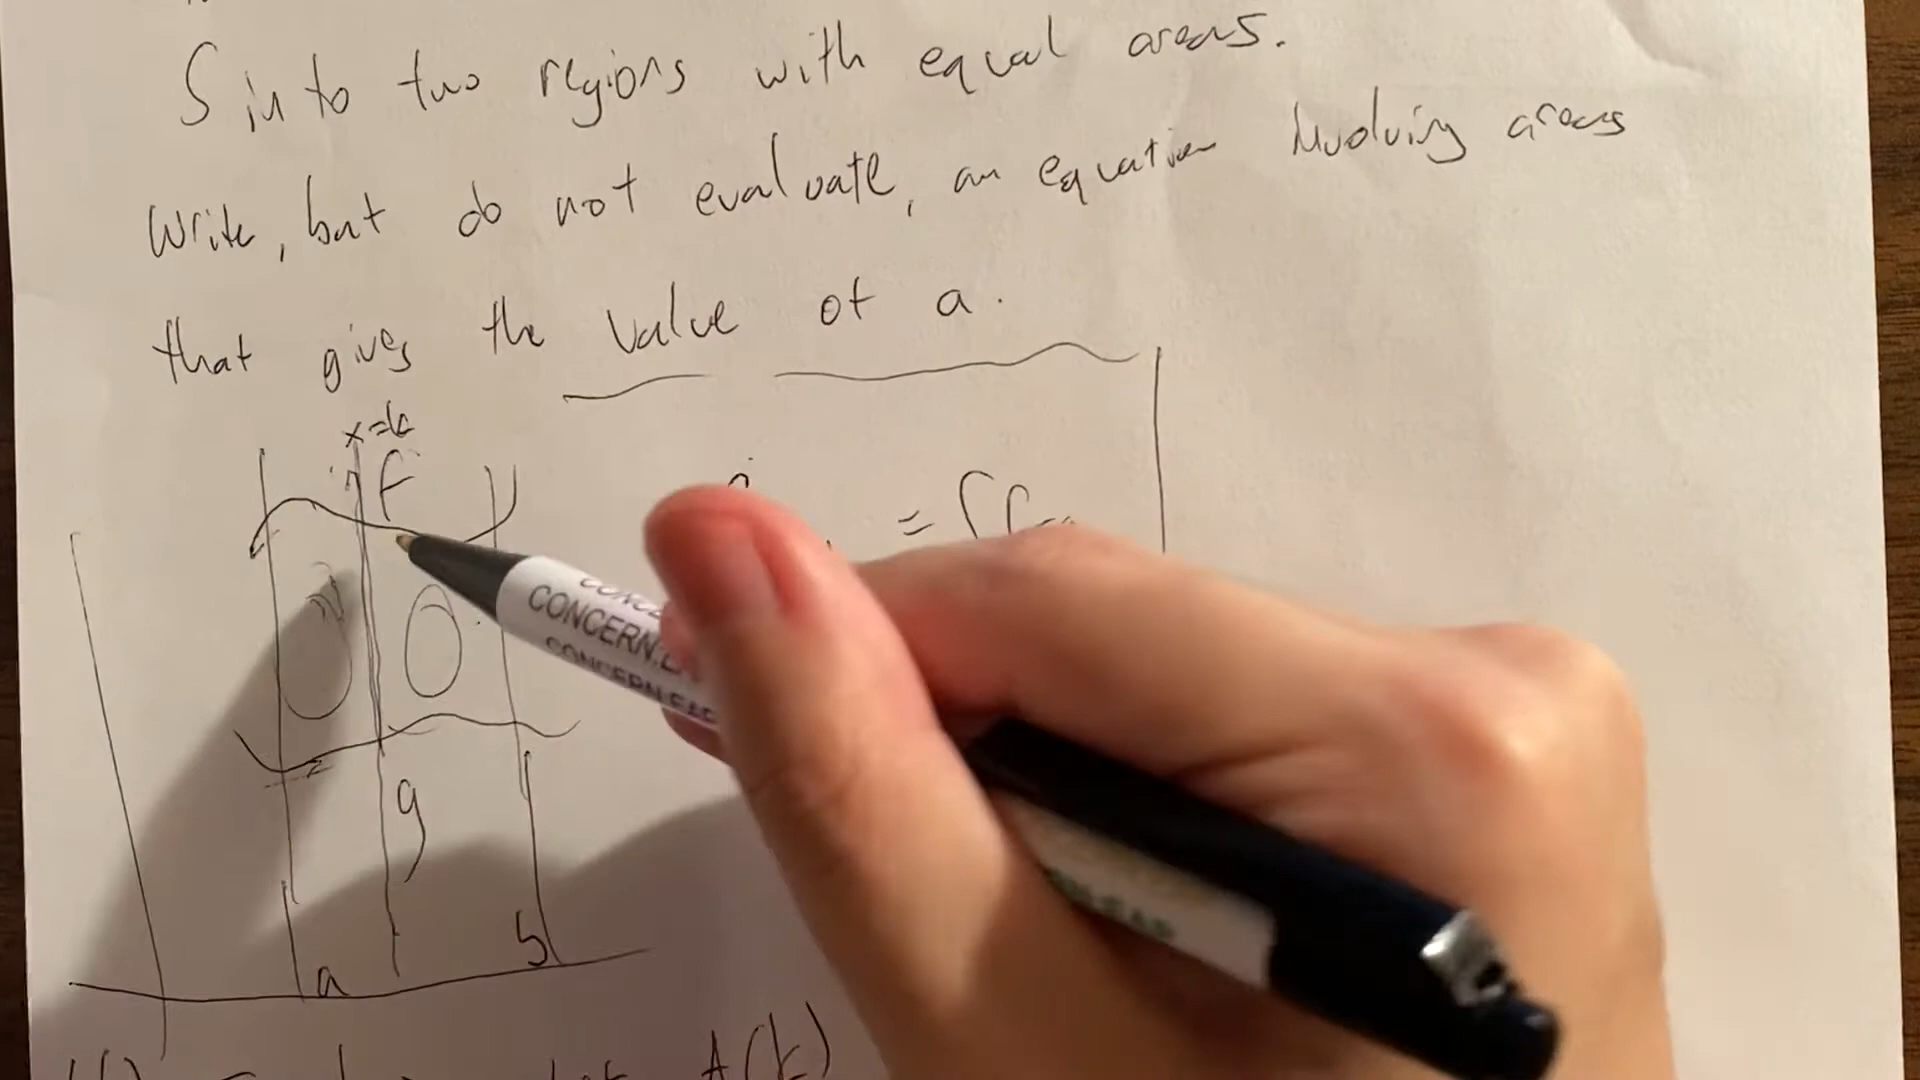 S into two regions with equal areas.
Write, but do not evaluate, an equation involving areas
that gives the value of a.
x=k
f
=
g
a
b
CONCERN
A(k)